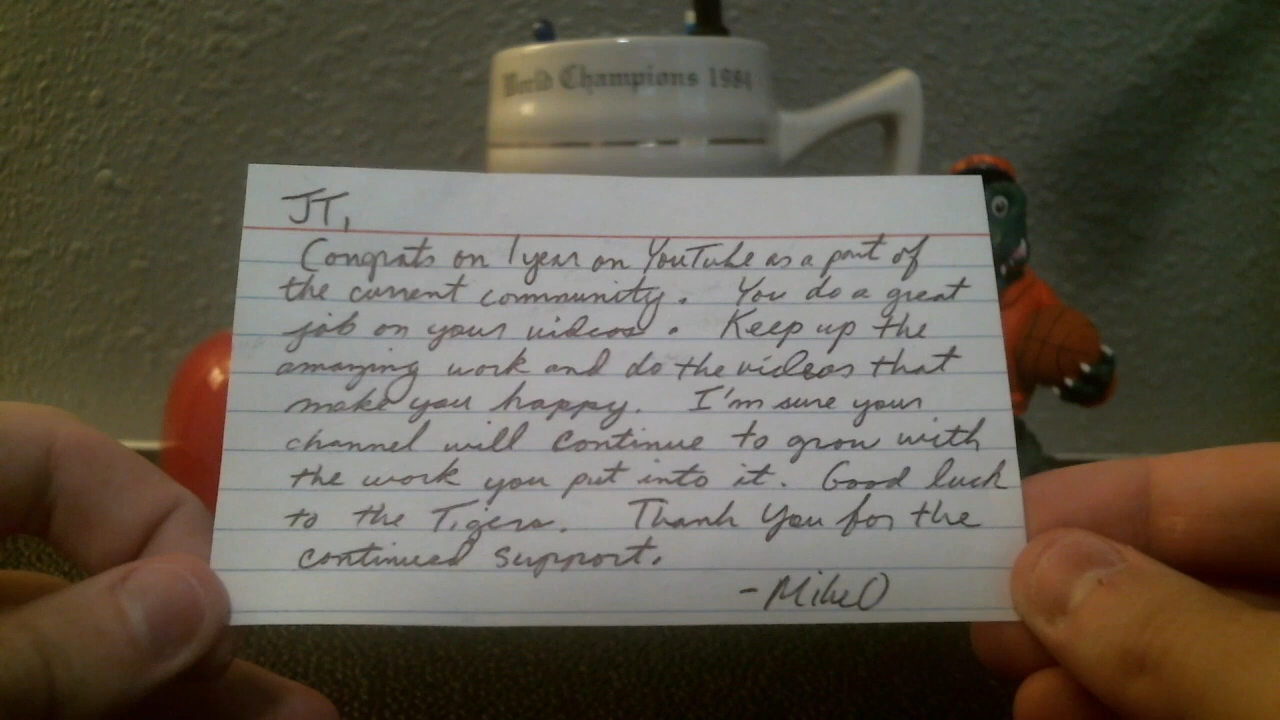 World Champions 1984
JT,
Congrats on 1 year on YouTube as a part of
the current community. You do a great
job on your videos. Keep up the
amazing work and do the videos that
make you happy. I'm sure your
channel will continue to grow with
the work you put into it. Good luck
to the Tigers. Thank You for the
continued support.
- Mike O